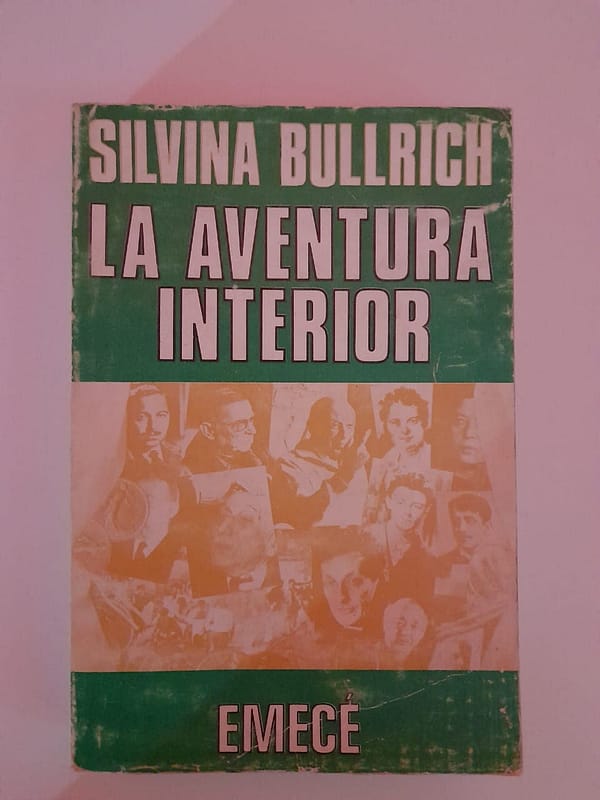 SILVINA BULLRICH
LA AVENTURA
INTERIOR
EMECÉ